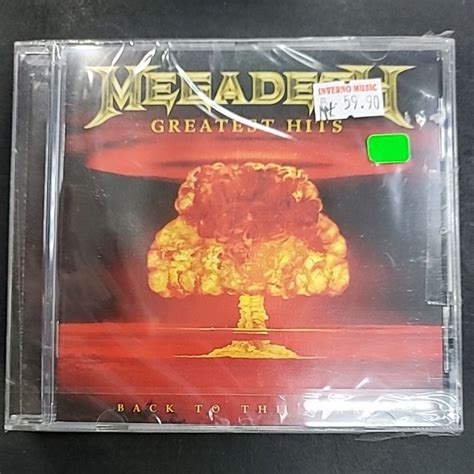 MEGADETH
INVERNO MUSIC
59.90
GREATEST HITS
BACK TO THE